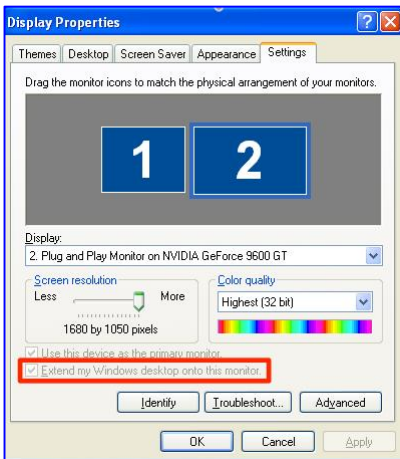 Display Properties
Themes Desktop Screen Saver Appearance Settings
Drag the monitor icons to match the physical arrangement of your monitors.
1 2
Display:
2. Plug and Play Monitor on NVIDIA GeForce 9600 GT
Screen resolution
Less More
1680 by 1050 pixels
Color quality
Highest (32 bit)
Use this device as the primary monitor.
Extend my Windows desktop onto this monitor.
Identify Troubleshoot... Advanced
OK Cancel Apply